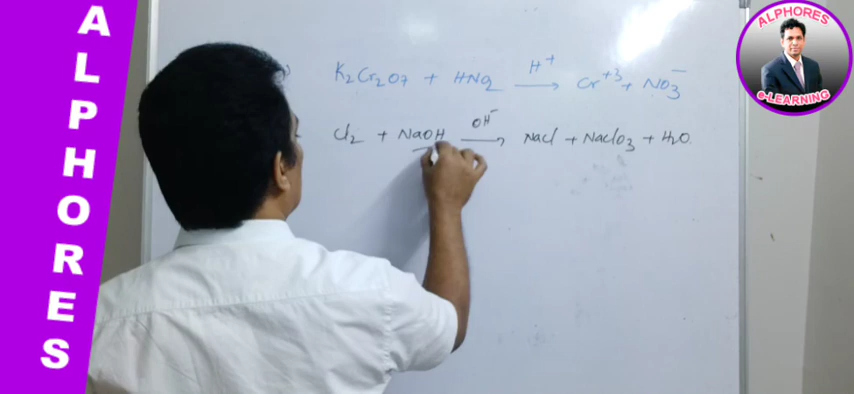 ALPHORES
ALPHORES
e-LEARNING
K2Cr2O7 + HNO2 H+ → Cr+3 + NO3-
Cl2 + NaOH OH- → NaCl + NaClO3 + H2O